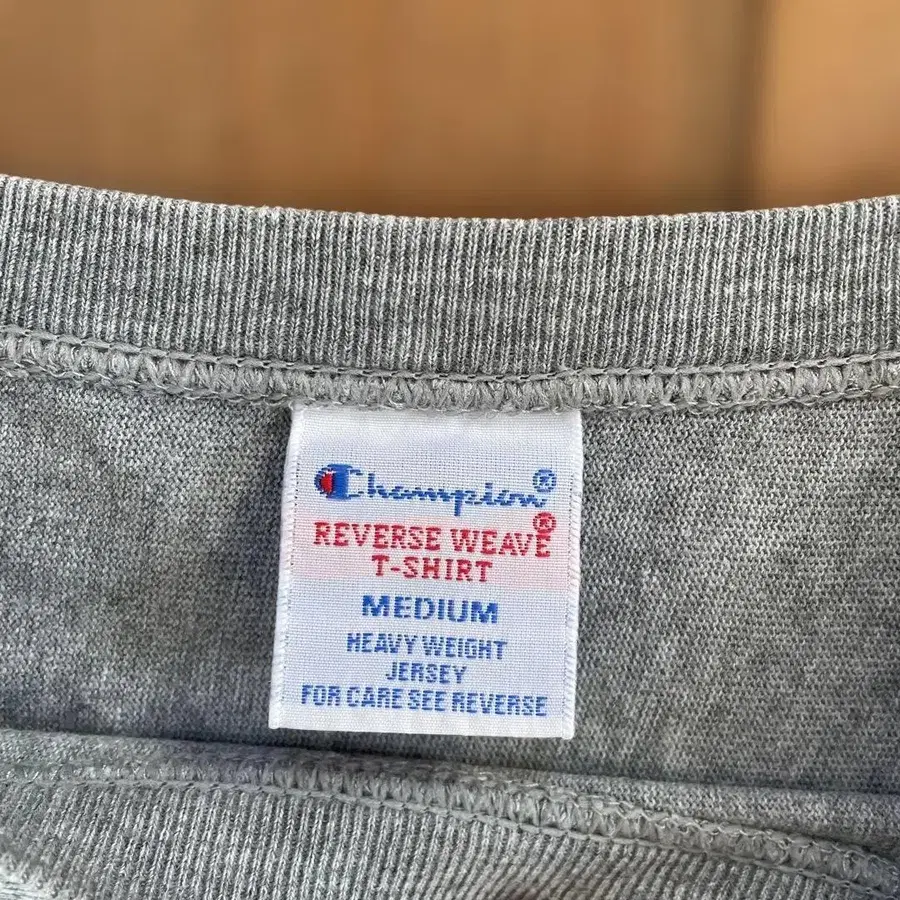 Champion®
REVERSE WEAVE®
T-SHIRT
MEDIUM
HEAVY WEIGHT
JERSEY
FOR CARE SEE REVERSE